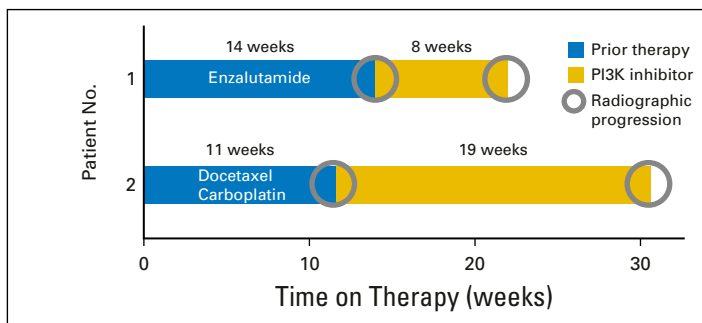 14 weeks
8 weeks
Prior therapy
PI3K inhibitor
Radiographic
progression
1
Enzalutamide
Patient No.
11 weeks
19 weeks
2
Docetaxel
Carboplatin
0
10
20
30
Time on Therapy (weeks)